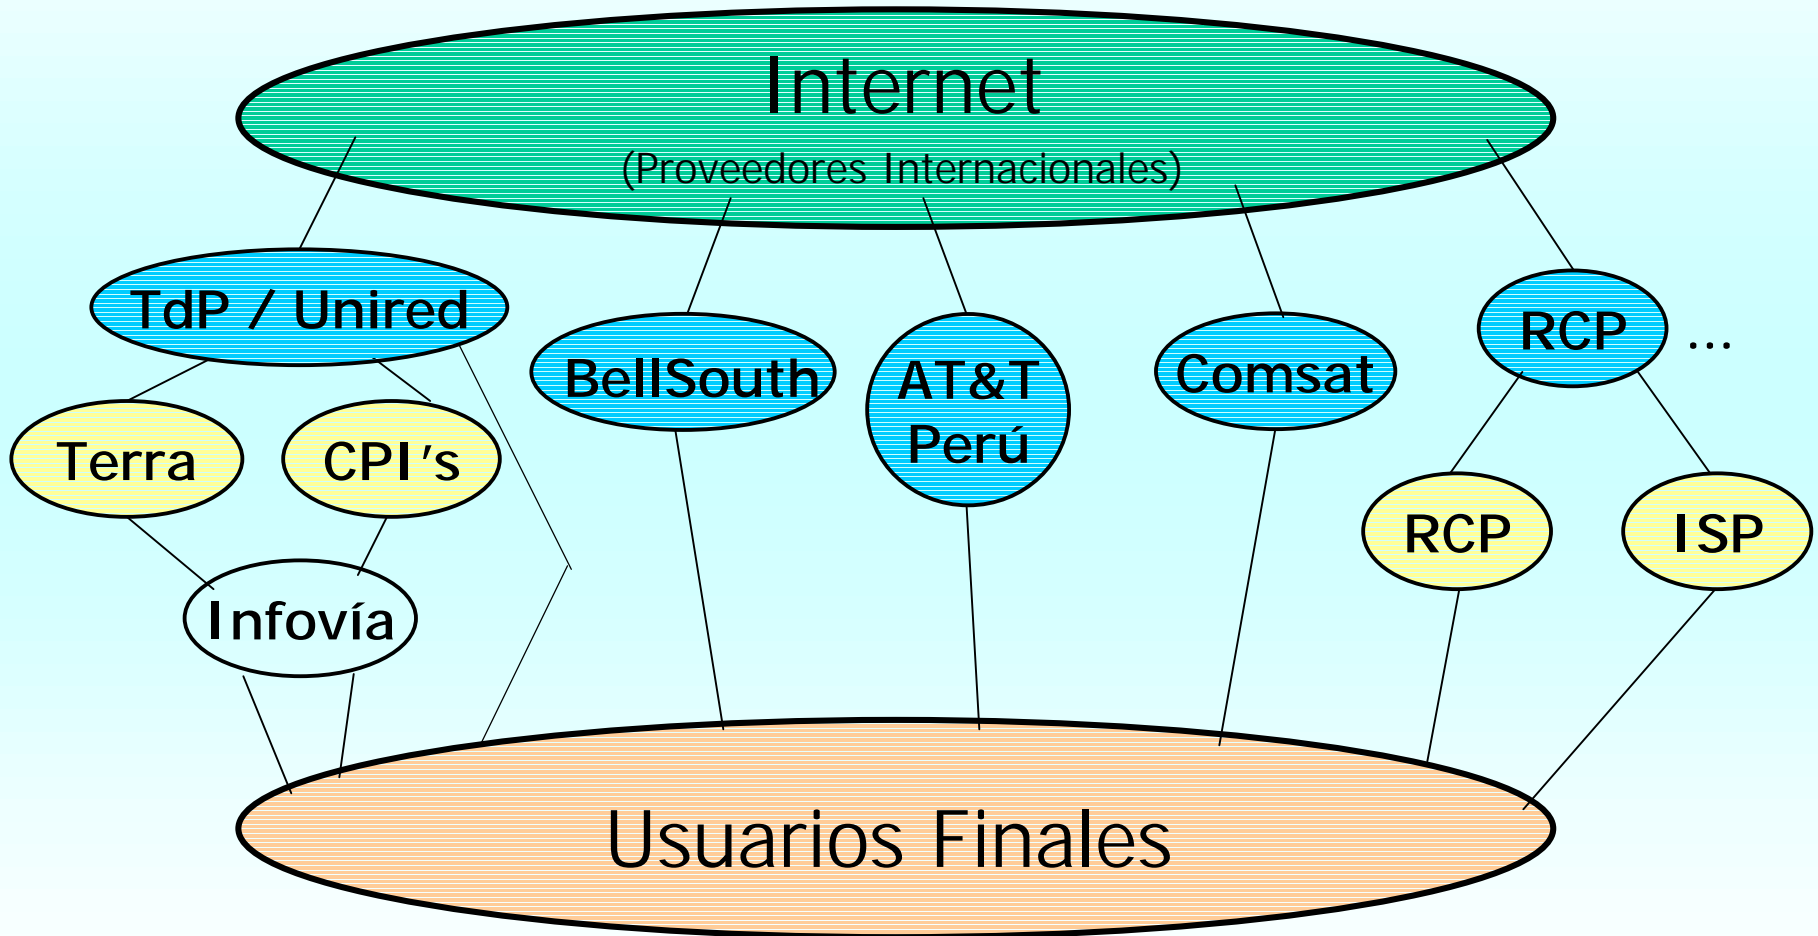 Internet
(Proveedores Internacionales)
TdP / Unired
BellSouth
AT&T
Perú
Comsat
RCP
...
Terra
CPI's
RCP
ISP
Infovía
Usuarios Finales